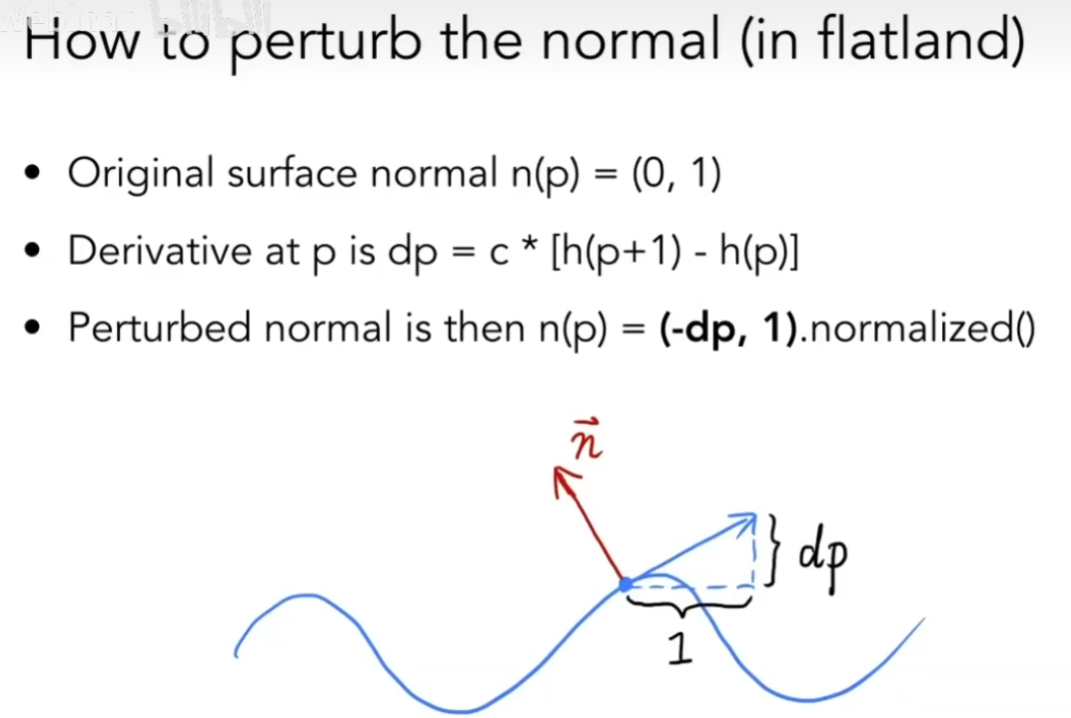 How to perturb the normal (in flatland)
• Original surface normal n(p) = (0, 1)
• Derivative at p is dp = c * [h(p+1) - h(p)]
• Perturbed normal is then n(p) = (-dp, 1).normalized()
n⃗
} dp
1